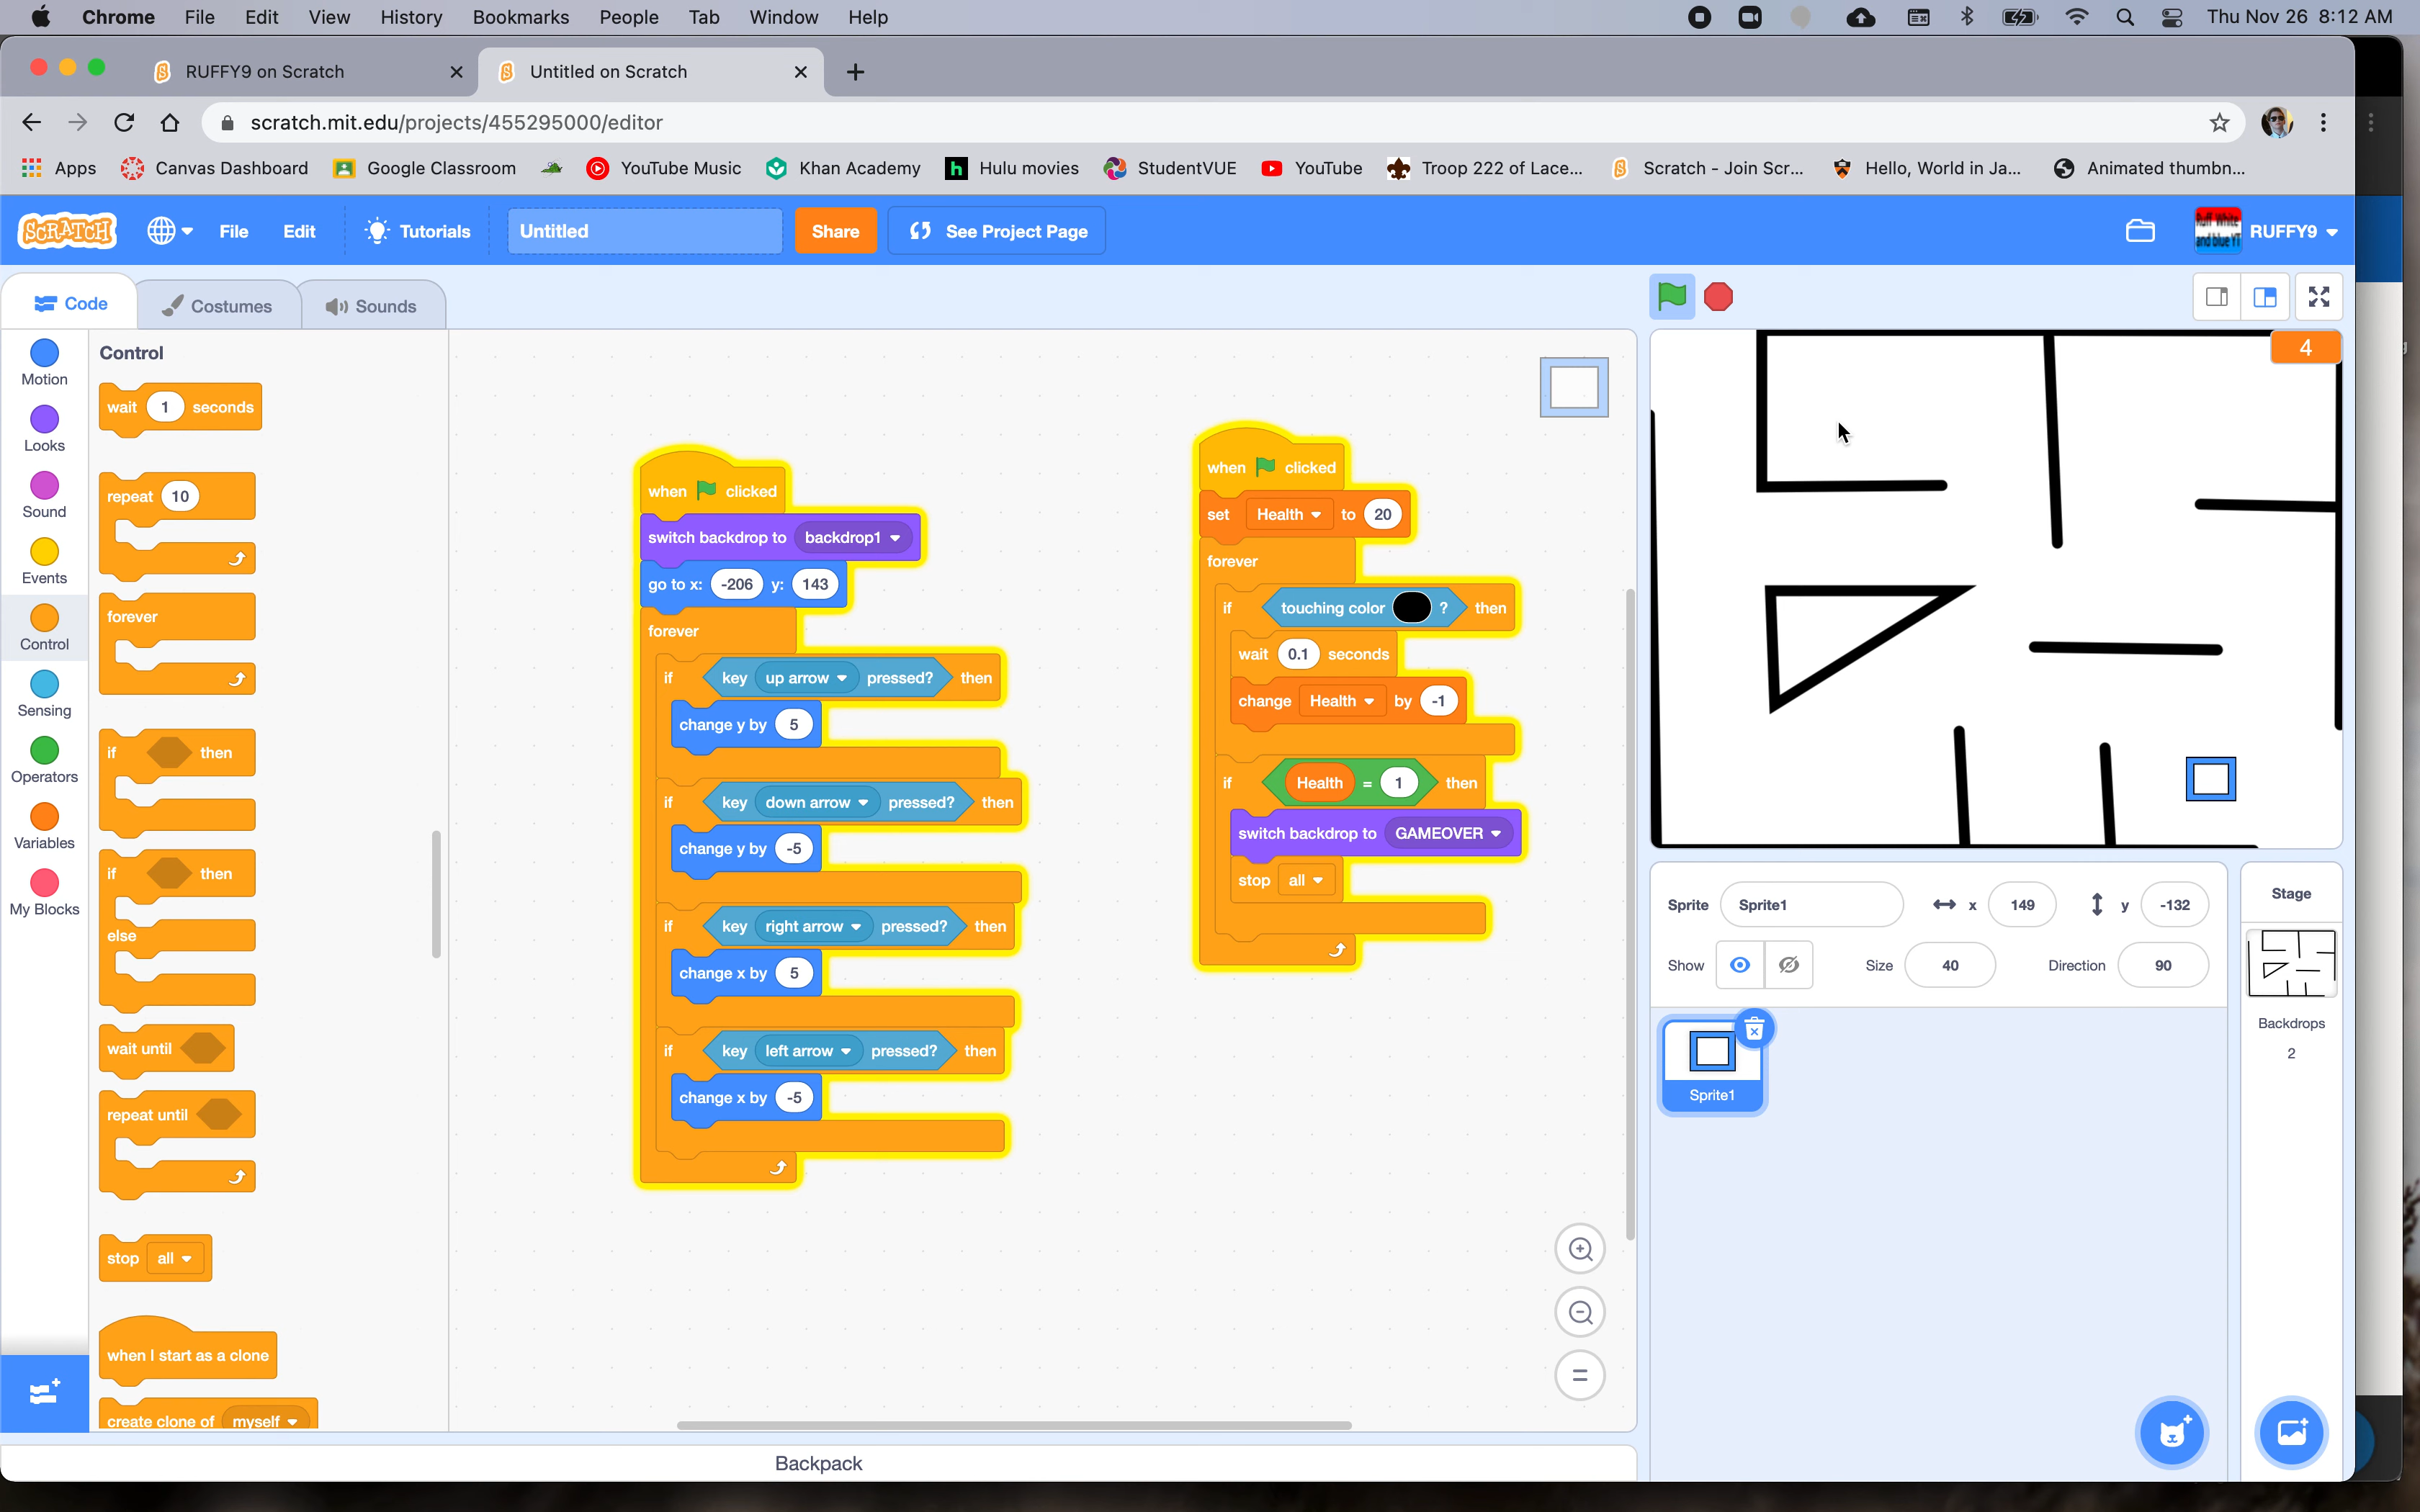 Chrome File Edit View History Bookmarks People Tab Window Help Thu Nov 26 8:12 AM
RUFFY9 on Scratch Untitled on Scratch
scratch.mit.edu/projects/455295000/editor
Apps Canvas Dashboard Google Classroom YouTube Music Khan Academy h Hulu movies StudentVUE YouTube Troop 222 of Lace... Scratch - Join Scr... Hello, World in Ja... Animated thumbn...
SCRATCH File Edit Tutorials Untitled Share See Project Page Ruff White and blue YT RUFFY9
Code Costumes Sounds
Motion
Looks
Sound
Events
Control
Sensing
Operators
Variables
My Blocks
Control
wait 1 seconds
repeat 10
forever
if then
if then
else
wait until
repeat until
stop all
when I start as a clone
create clone of myself
when clicked
switch backdrop to backdrop1
go to x: -206 y: 143
forever
if key up arrow pressed? then
change y by 5
if key down arrow pressed? then
change y by -5
if key right arrow pressed? then
change x by 5
if key left arrow pressed? then
change x by -5
when clicked
set Health to 20
forever
if touching color ? then
wait 0.1 seconds
change Health by -1
if Health = 1 then
switch backdrop to GAMEOVER
stop all
Backpack
4
Sprite Sprite1 x 149 y -132
Show Size 40 Direction 90
Sprite1
Stage
Backdrops
2